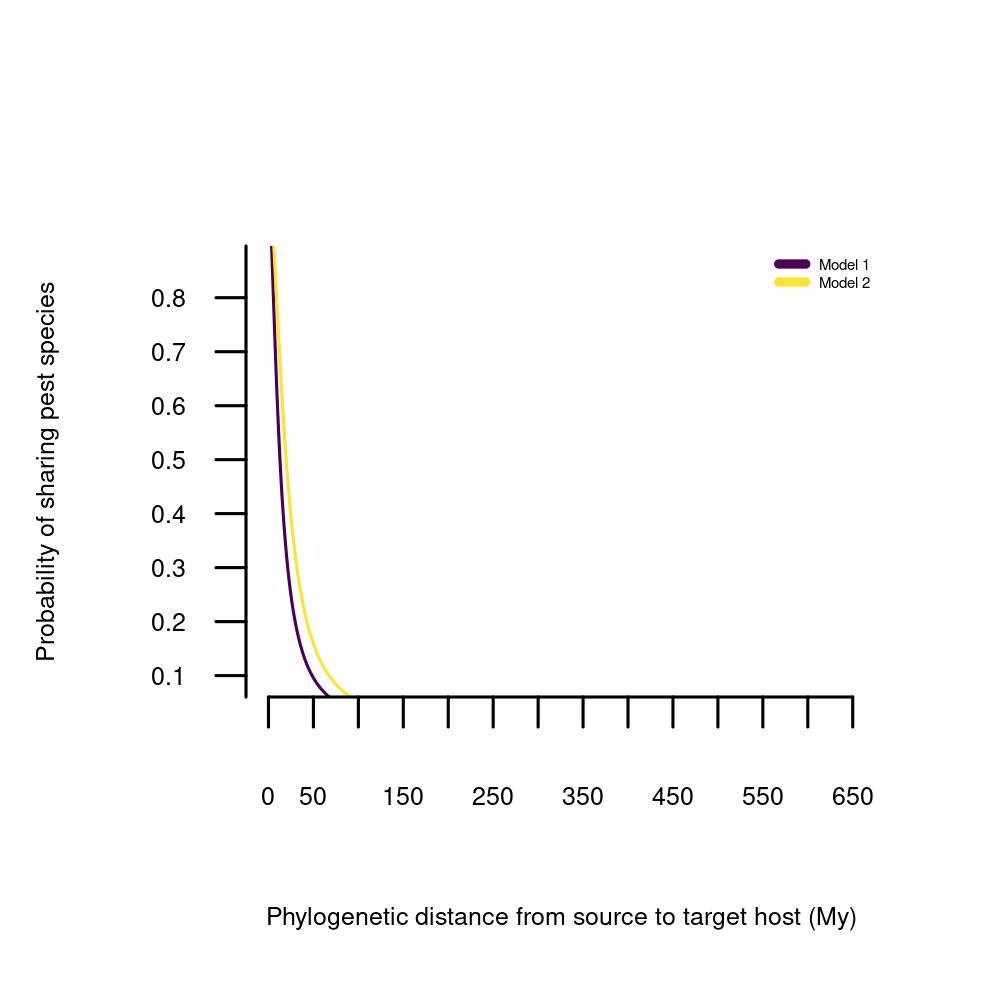 Model 1
Model 2
Probability of sharing pest species
0.8
0.7
0.6
0.5
0.4
0.3
0.2
0.1
0 50 150 250 350 450 550 650
Phylogenetic distance from source to target host (My)